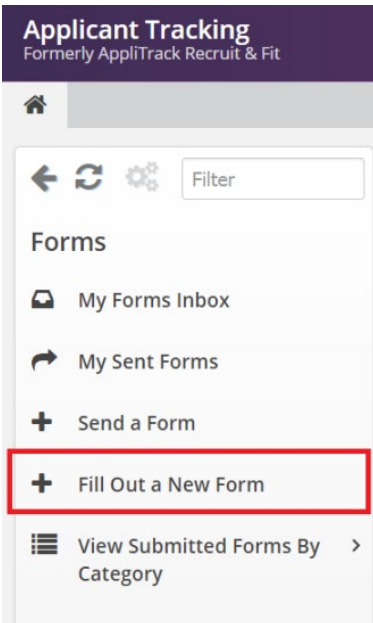 Applicant Tracking
Formerly AppliTrack Recruit & Fit
Filter
Forms
My Forms Inbox
My Sent Forms
Send a Form
Fill Out a New Form
View Submitted Forms By
Category